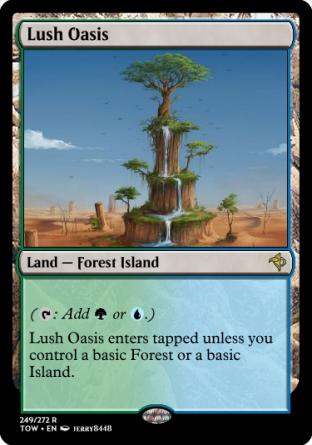 Lush Oasis
Land — Forest Island
( : Add or .)
Lush Oasis enters tapped unless you
control a basic Forest or a basic
Island.
249/272 R
TOW • EN JERRY8448